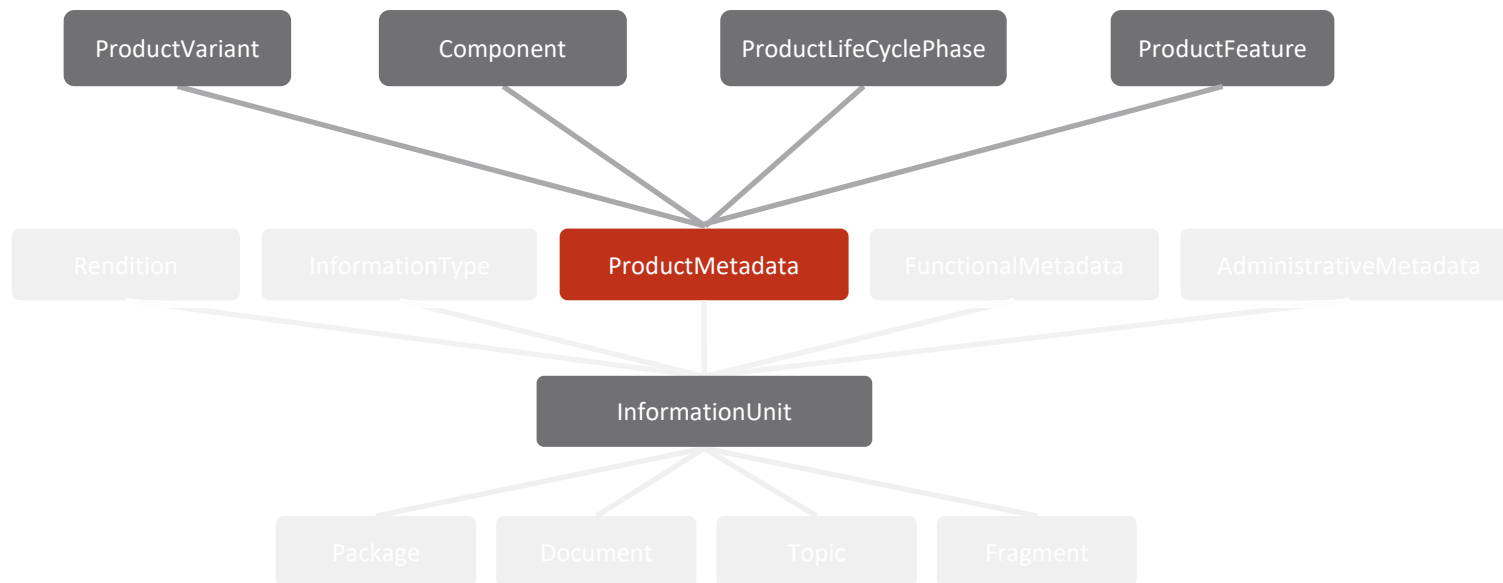 ProductVariant
Component
ProductLifeCyclePhase
ProductFeature
Rendition
InformationType
ProductMetadata
FunctionalMetadata
AdministrativeMetadata
InformationUnit
Package
Document
Topic
Fragment